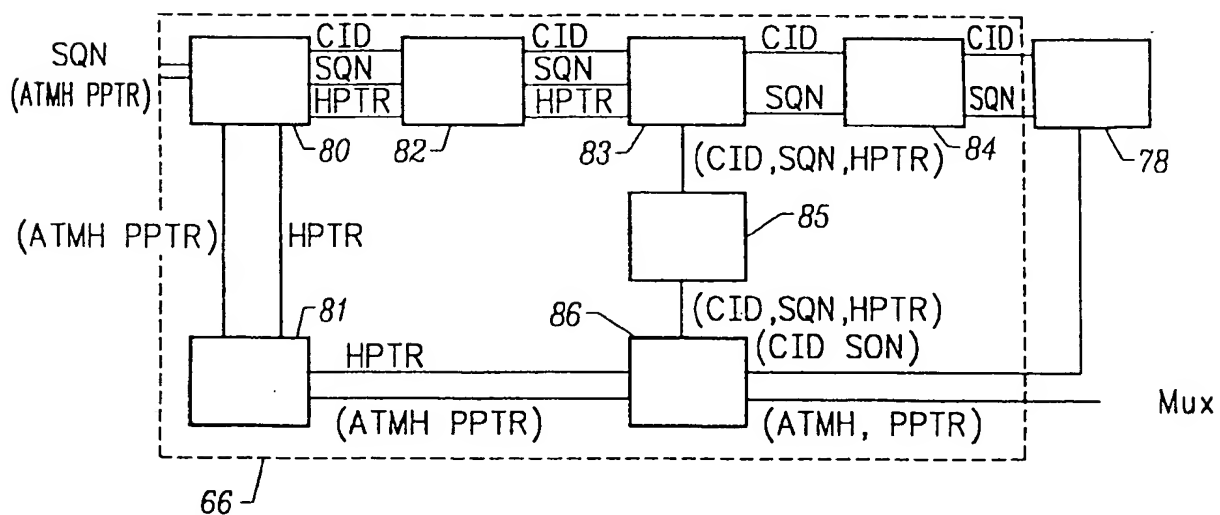 SQN
(ATMH PPTR)
CID
SQN
HPTR
CID
SQN
HPTR
CID
SQN
CID
SQN
80
82
83
84
78
(CID,SQN,HPTR)
85
(ATMH PPTR)
HPTR
(CID,SQN,HPTR)
81
86
(CID SON)
HPTR
(ATMH PPTR)
(ATMH, PPTR)
Mux
66